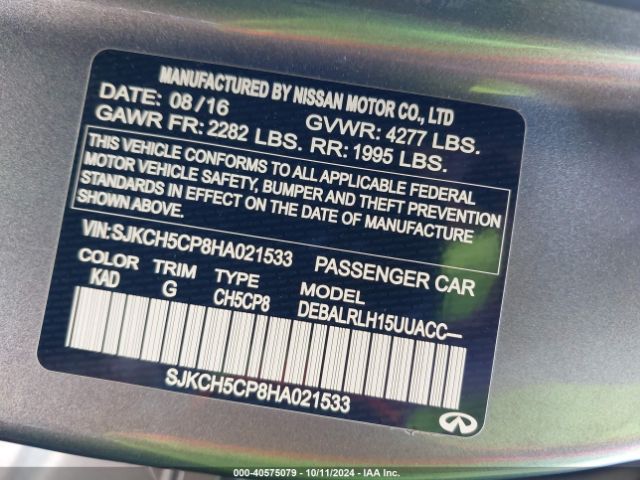 MANUFACTURED BY NISSAN MOTOR CO., LTD
DATE: 08/16 GVWR: 4277 LBS.
GAWR FR: 2282 LBS. RR: 1995 LBS.
THIS VEHICLE CONFORMS TO ALL APPLICABLE FEDERAL
MOTOR VEHICLE SAFETY, BUMPER AND THEFT PREVENTION
STANDARDS IN EFFECT ON THE DATE OF MANUFACTURE
SHOWN ABOVE.
VIN:SJKCH5CP8HA021533 PASSENGER CAR
COLOR TRIM TYPE MODEL
KAD G CH5CP8 DEBALRLH15UUACC—
SJKCH5CP8HA021533
000-40575079 - 10/11/2024 - IAA Inc.